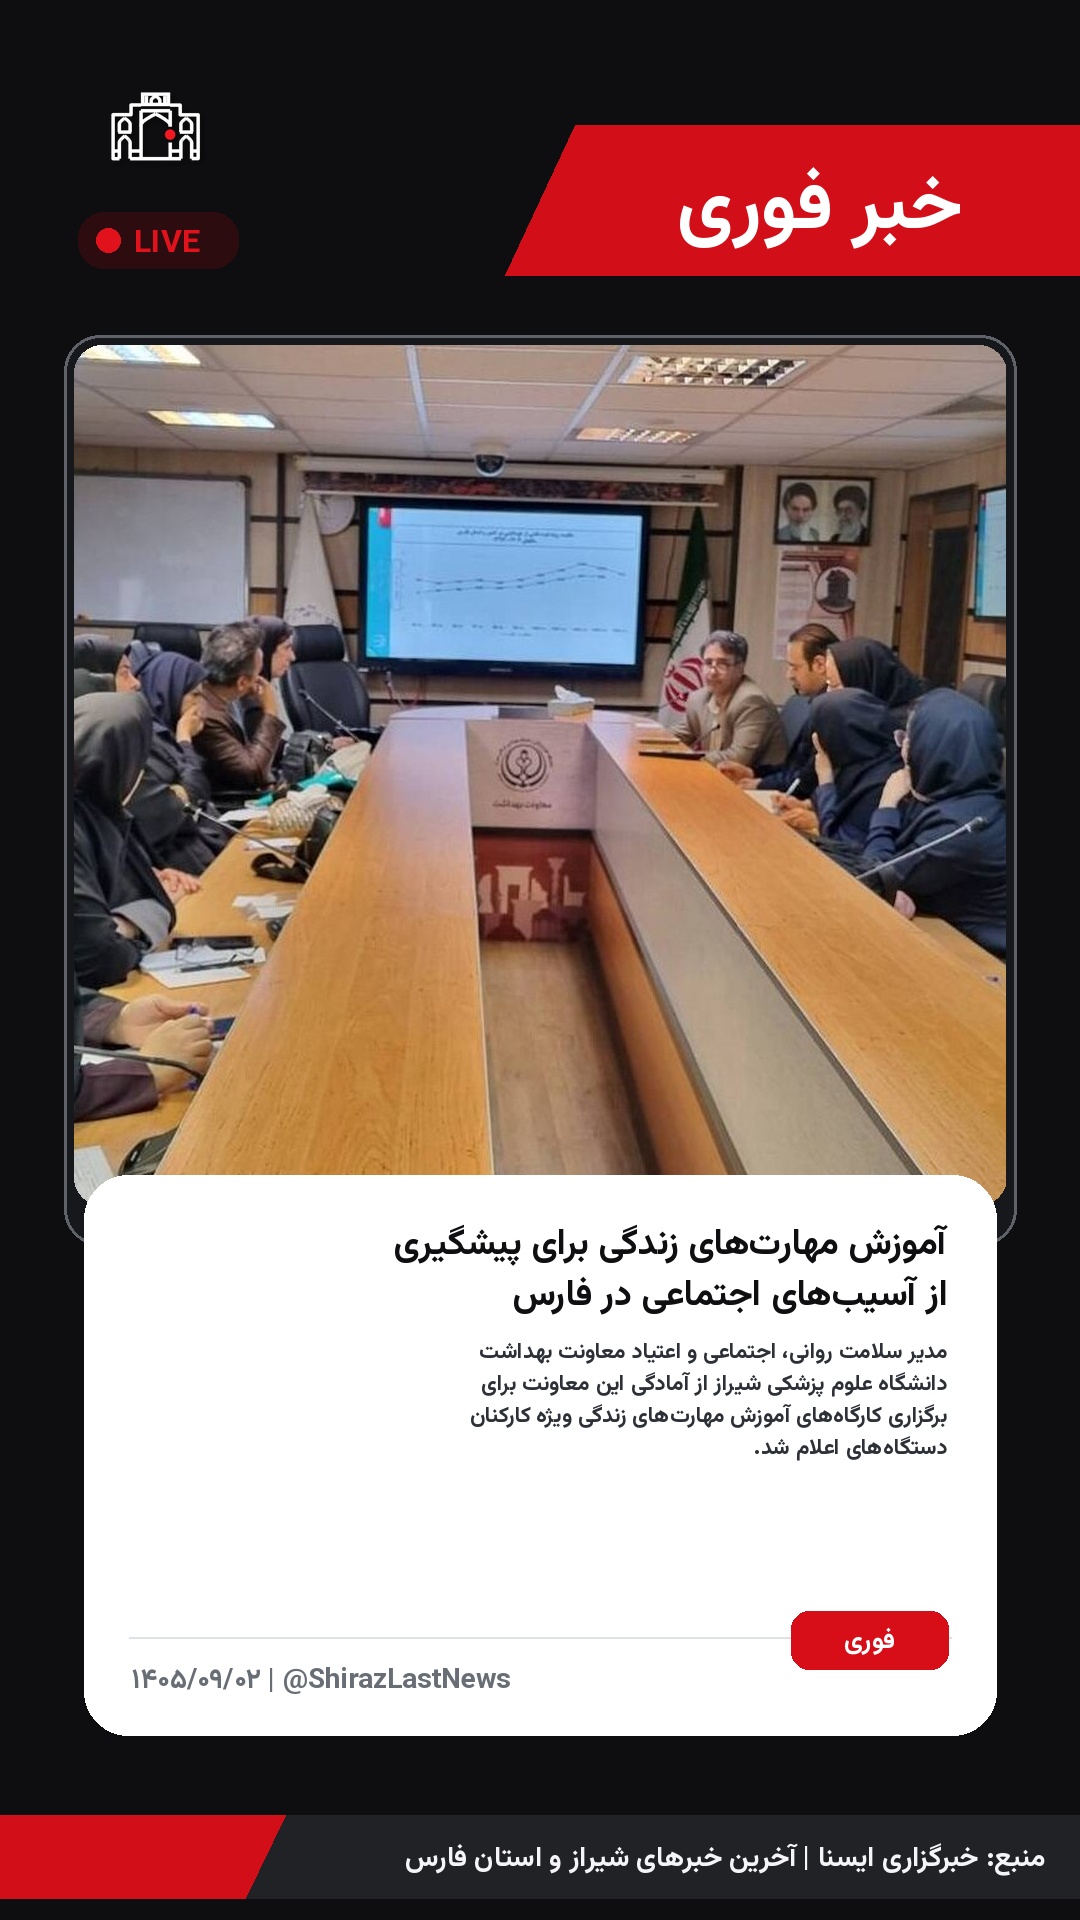 خبر فوری
LIVE
معاونت بهداشت
آموزش مهارت‌های زندگی برای پیشگیری
از آسیب‌های اجتماعی در فارس
مدیر سلامت روانی، اجتماعی و اعتیاد معاونت بهداشت
دانشگاه علوم پزشکی شیراز از آمادگی این معاونت برای
برگزاری کارگاه‌های آموزش مهارت‌های زندگی ویژه کارکنان
دستگاه‌های اعلام شد.
فوری
۱۴۰۵/۰۹/۰۲ | @ShirazLastNews
منبع: خبرگزاری ایسنا | آخرین خبرهای شیراز و استان فارس